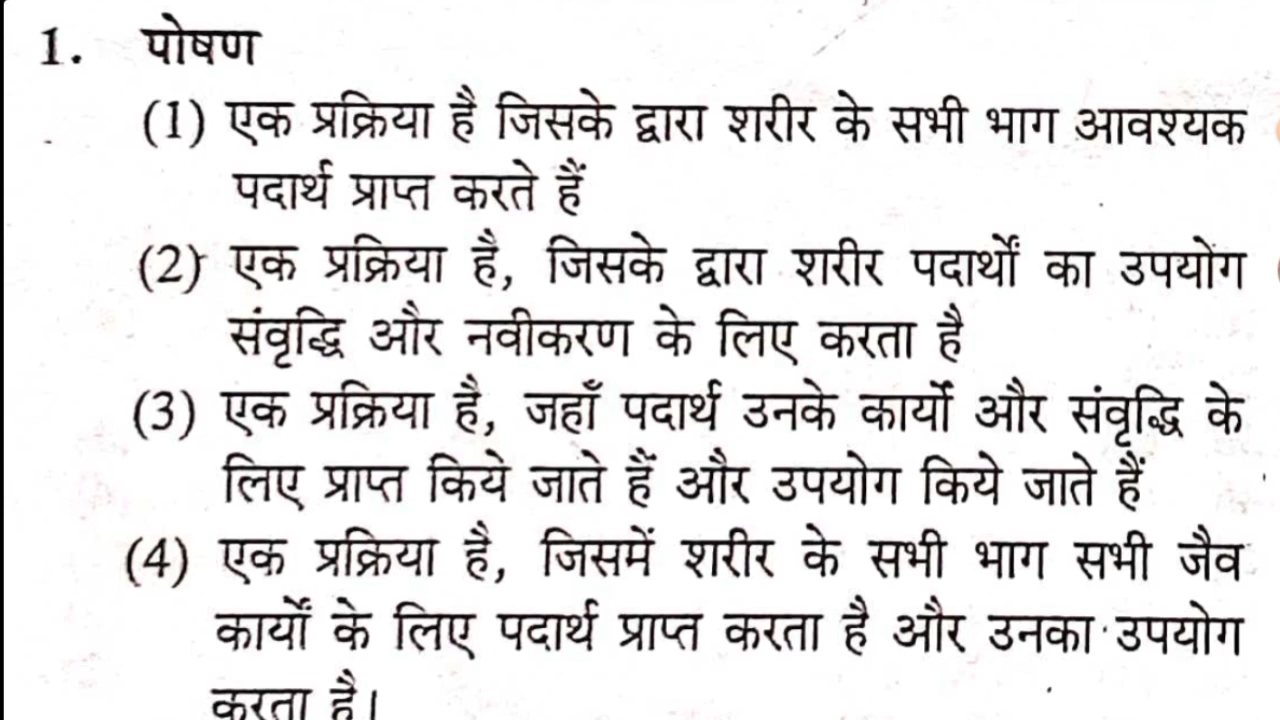 1. पोषण
(1) एक प्रक्रिया है जिसके द्वारा शरीर के सभी भाग आवश्यक
पदार्थ प्राप्त करते हैं
(2) एक प्रक्रिया है, जिसके द्वारा शरीर पदार्थों का उपयोग
संवृद्धि और नवीकरण के लिए करता है
(3) एक प्रक्रिया है, जहाँ पदार्थ उनके कार्यों और संवृद्धि के
लिए प्राप्त किये जाते हैं और उपयोग किये जाते हैं
(4) एक प्रक्रिया है, जिसमें शरीर के सभी भाग सभी जैव
कार्यों के लिए पदार्थ प्राप्त करता है और उनका उपयोग
करता है।